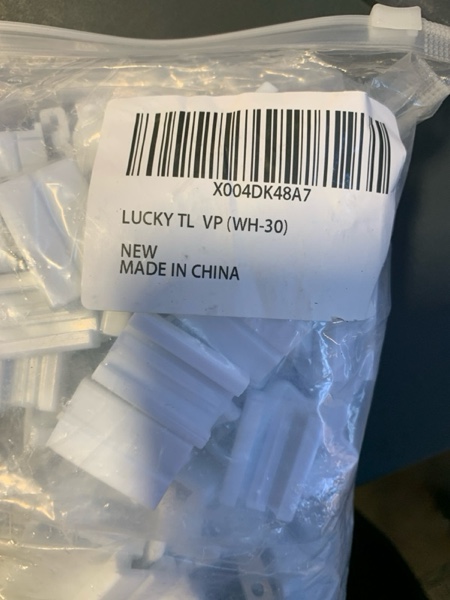 X004DK48A7
LUCKY TL VP (WH-30)
NEW
MADE IN CHINA